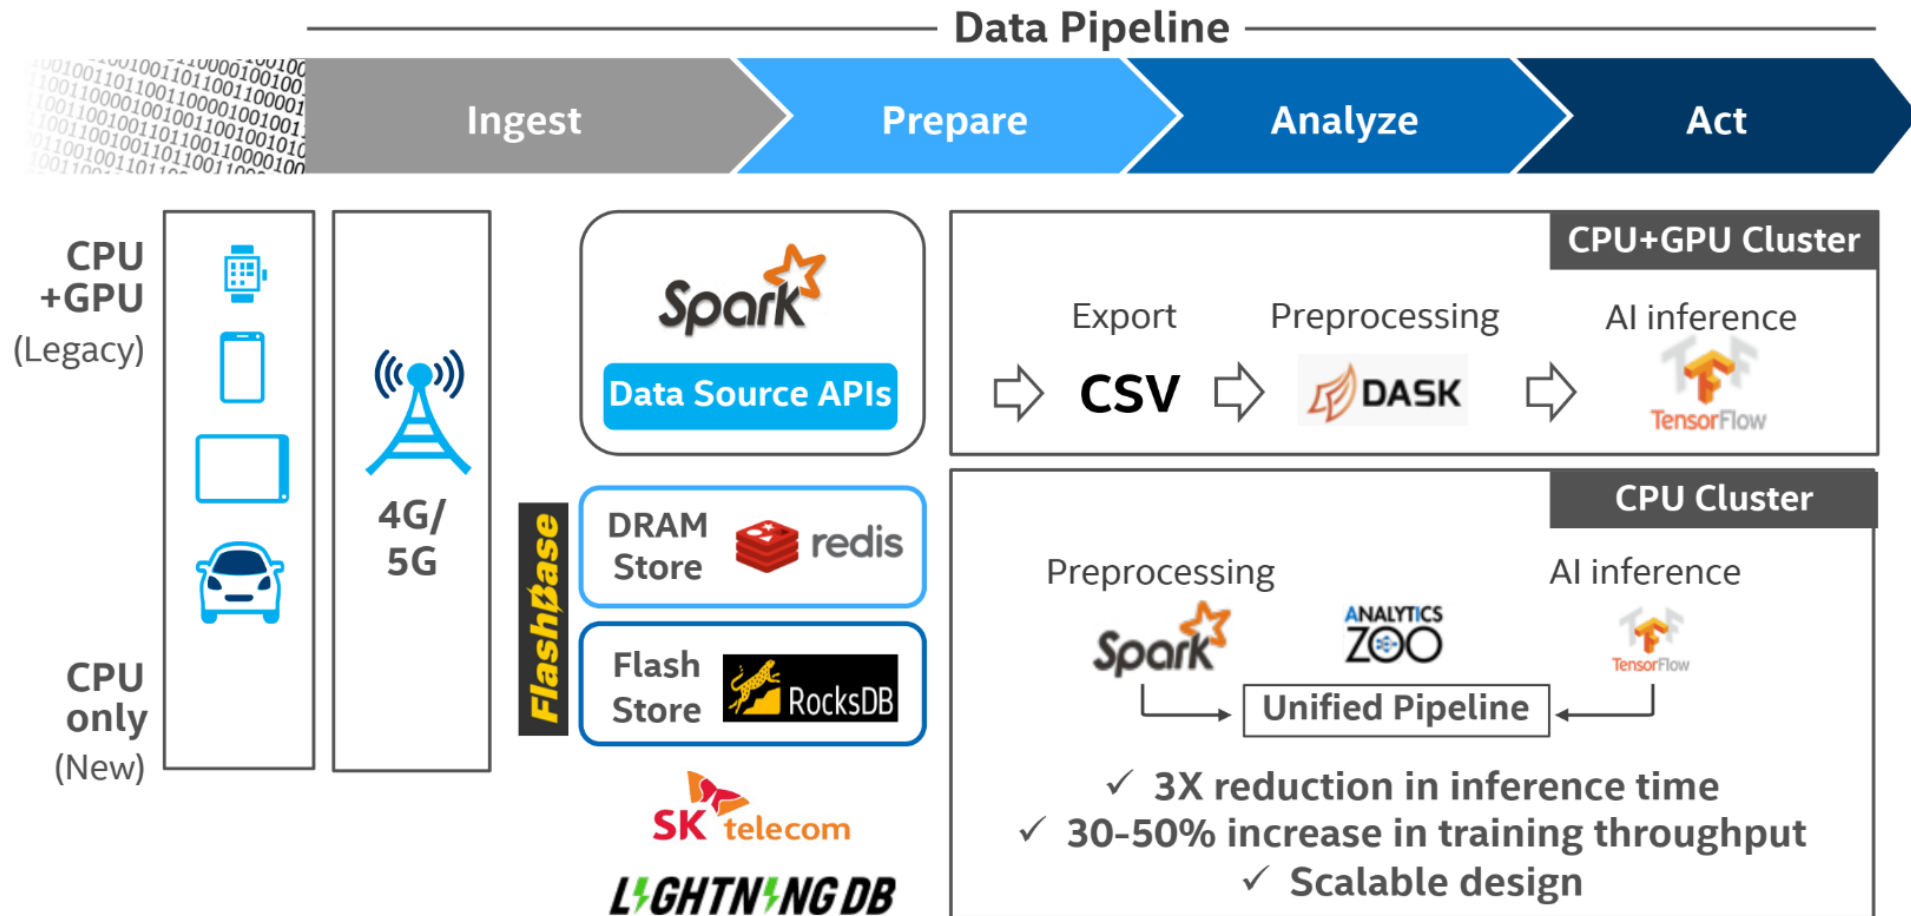 Data Pipeline
Ingest
Prepare
Analyze
Act
CPU
+GPU
(Legacy)
CPU
only
(New)
4G/
5G
Spark
Data Source APIs
FlashBase
DRAM
Store
redis
Flash
Store
RocksDB
SK telecom
LIGHTNING DB
CPU+GPU Cluster
Export
Preprocessing
AI inference
CSV
DASK
TensorFlow
CPU Cluster
Preprocessing
AI inference
Spark
ANALYTICS
ZOO
TensorFlow
Unified Pipeline
✓ 3X reduction in inference time
✓ 30-50% increase in training throughput
✓ Scalable design